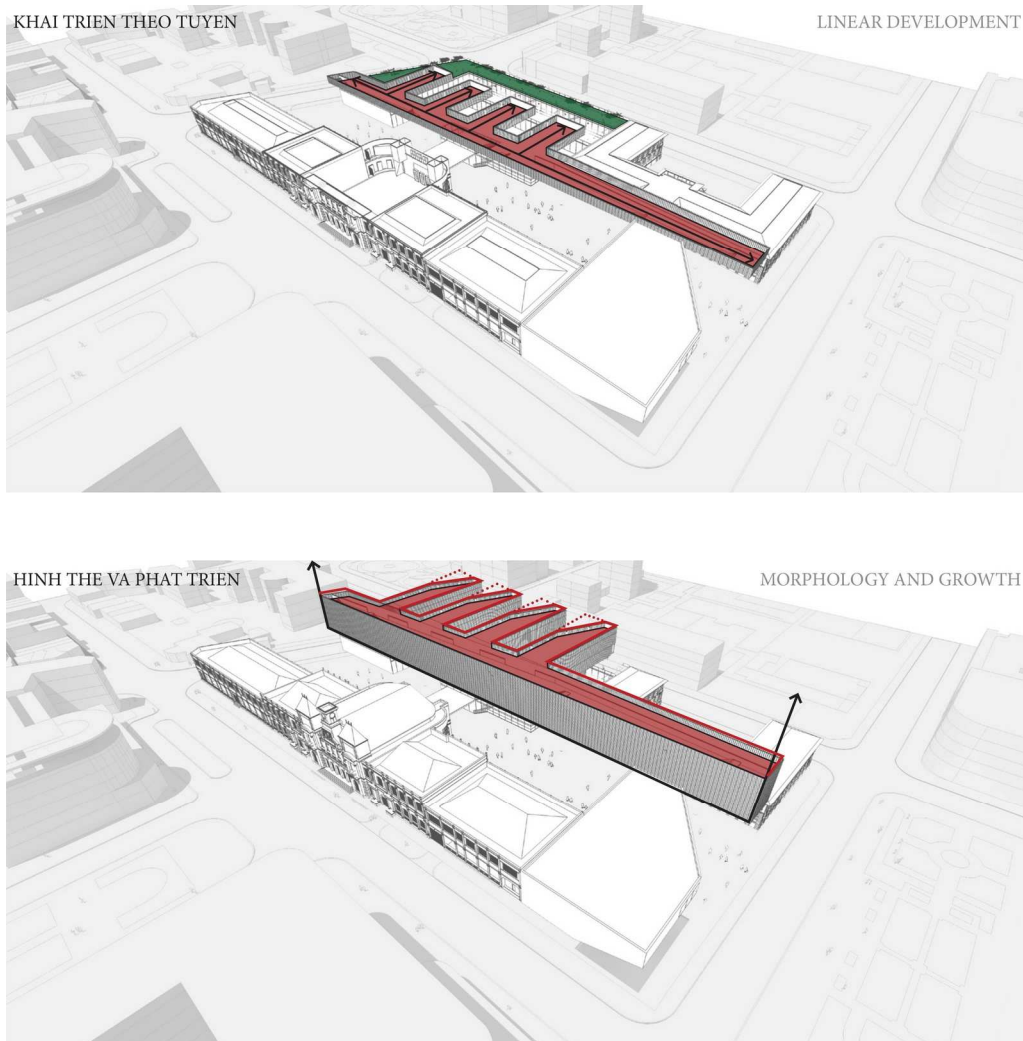 KHAI TRIEN THEO TUYEN
LINEAR DEVELOPMENT
HINH THE VA PHAT TRIEN
MORPHOLOGY AND GROWTH